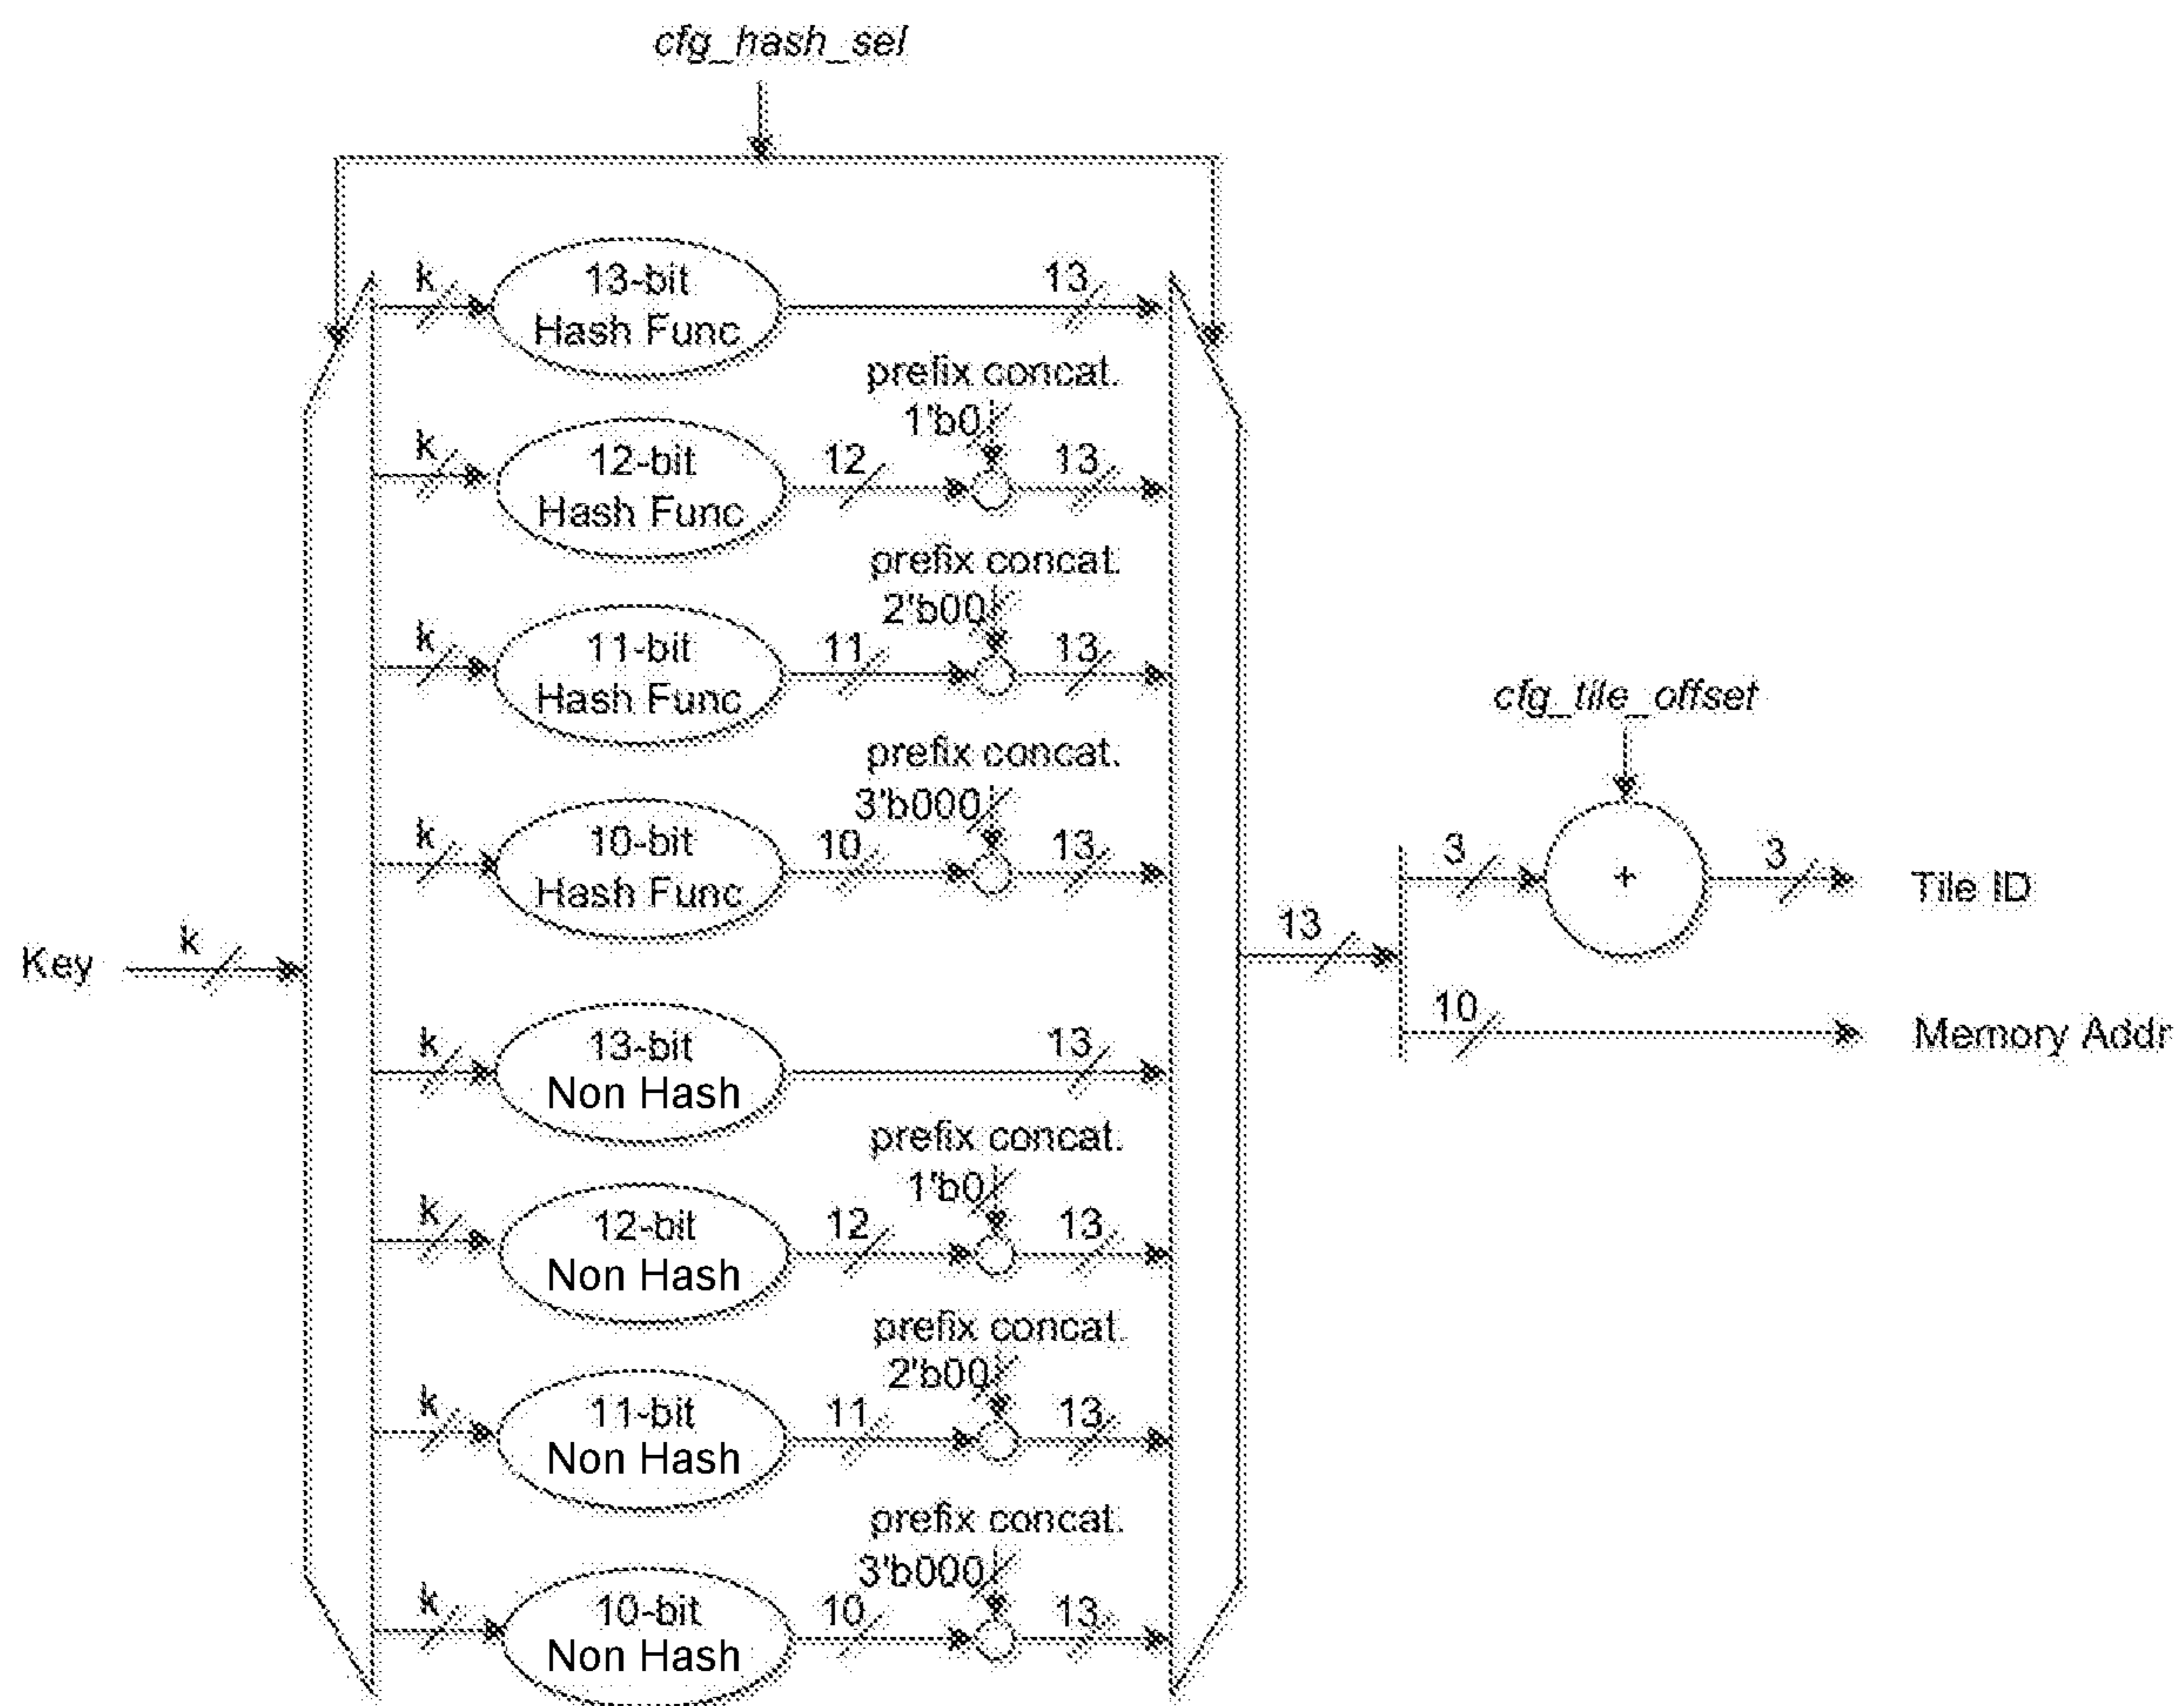 cfg_hash_sel
k
13-bit
Hash Func
13
prefix concat.
1'b0
k
12-bit
Hash Func
12
13
prefix concat.
2'b00
k
11-bit
Hash Func
11
13
prefix concat.
3'b000
k
10-bit
Hash Func
10
13
cfg_tile_offset
3
+
3
Tile ID
Key
k
13
10
Memory Addr
k
13-bit
Non Hash
13
prefix concat.
1'b0
k
12-bit
Non Hash
12
13
prefix concat.
2'b00
k
11-bit
Non Hash
11
13
prefix concat.
3'b000
k
10-bit
Non Hash
10
13